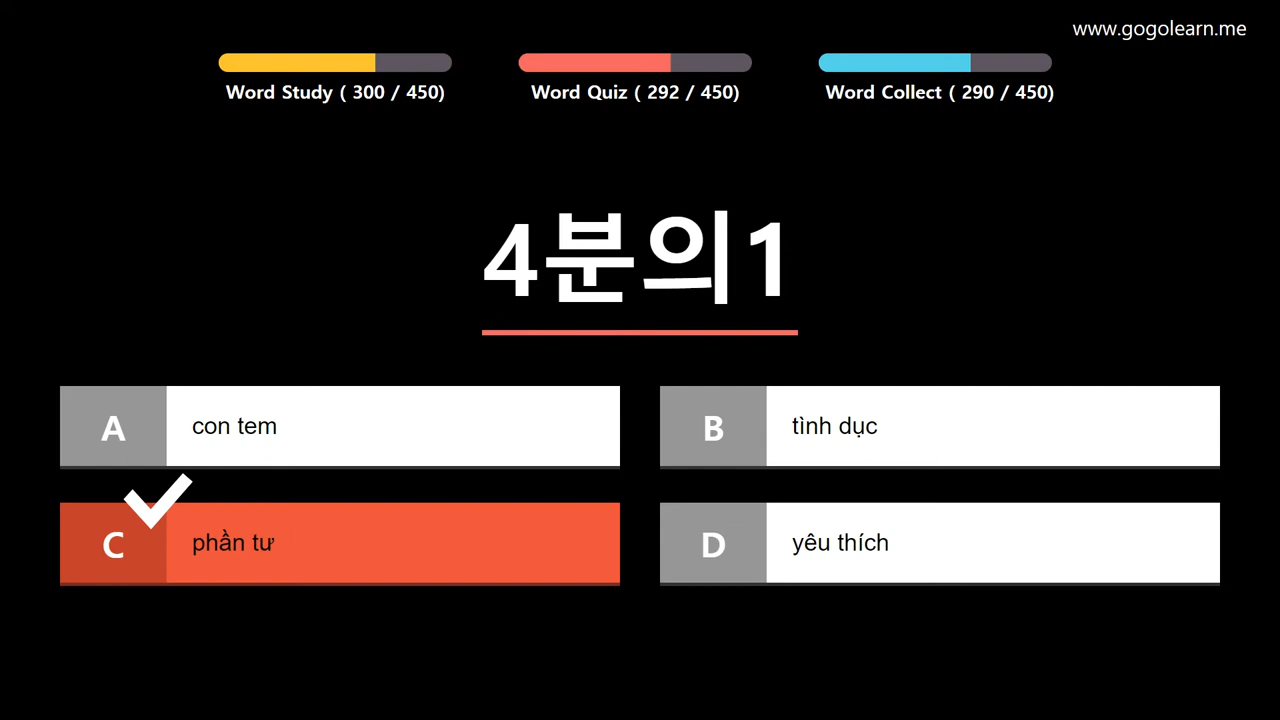 www.gogolearn.me
Word Study ( 300 / 450)
Word Quiz ( 292 / 450)
Word Collect ( 290 / 450)
4분의1
A
con tem
B
tình dục
C
phần tư
D
yêu thích